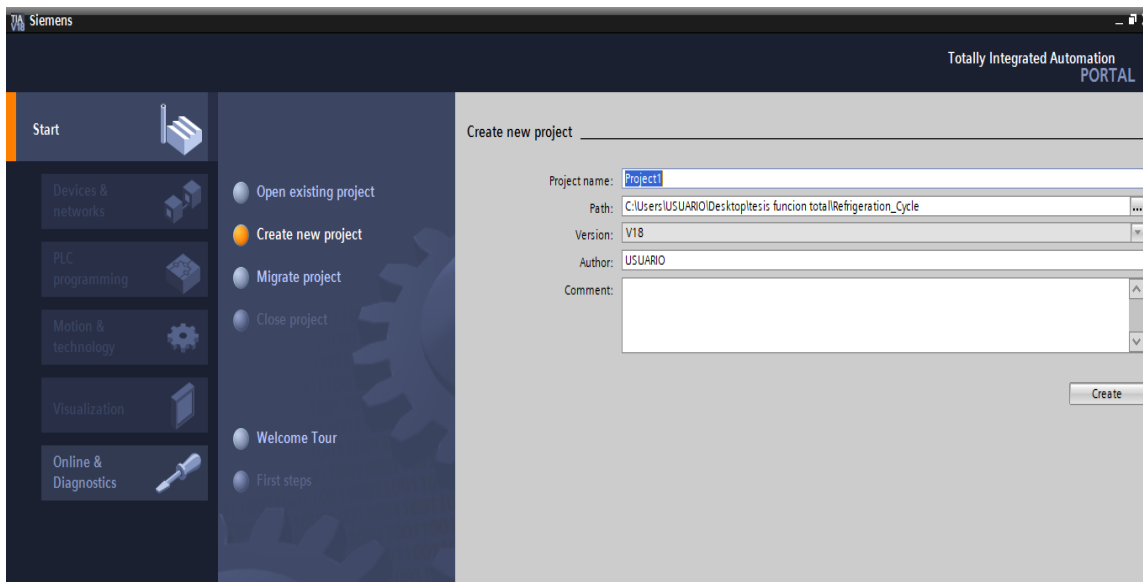 TIA
V18
Siemens
Totally Integrated Automation
PORTAL
Start
Devices &
networks
PLC
programming
Motion &
technology
Visualization
Online &
Diagnostics
Open existing project
Create new project
Migrate project
Close project
Welcome Tour
First steps
Create new project
Project name: Project1
Path: C:\Users\USUARIO\Desktop\tesis funcion total\Refrigeration_Cycle
...
Version: V18
Author: USUARIO
Comment:
Create